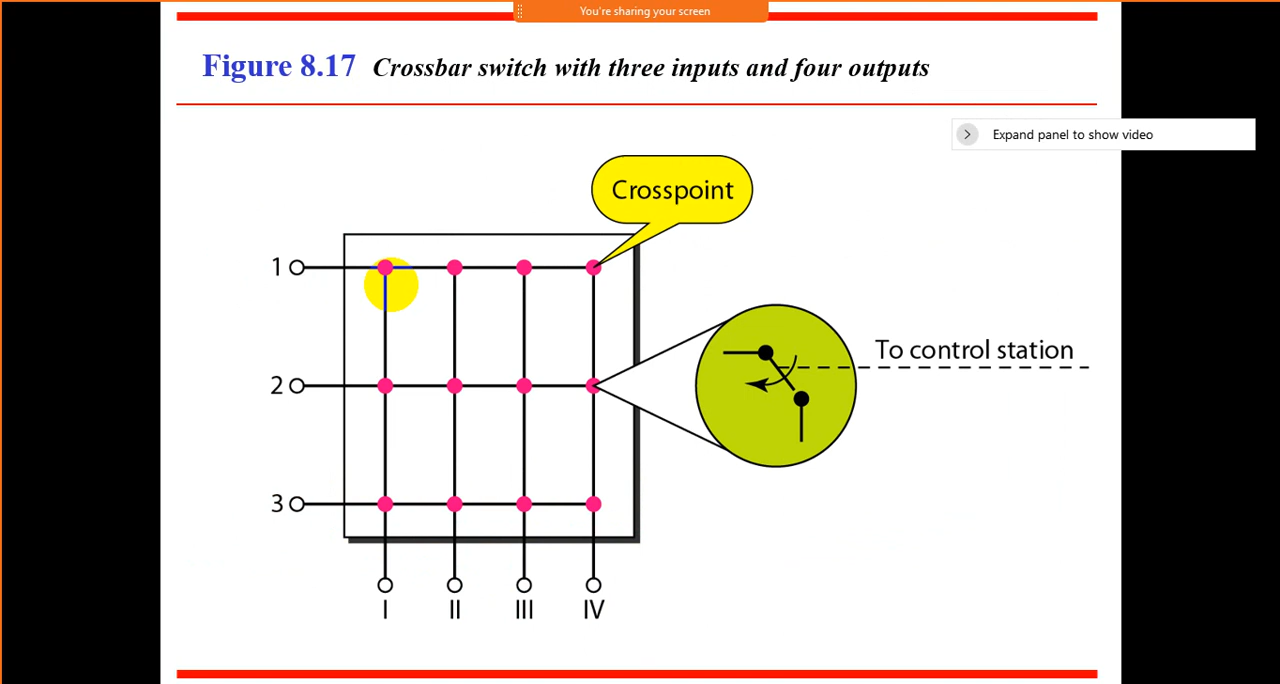 You're sharing your screen
Figure 8.17 Crossbar switch with three inputs and four outputs
Expand panel to show video
Crosspoint
1
To control station
2
3
I II III IV